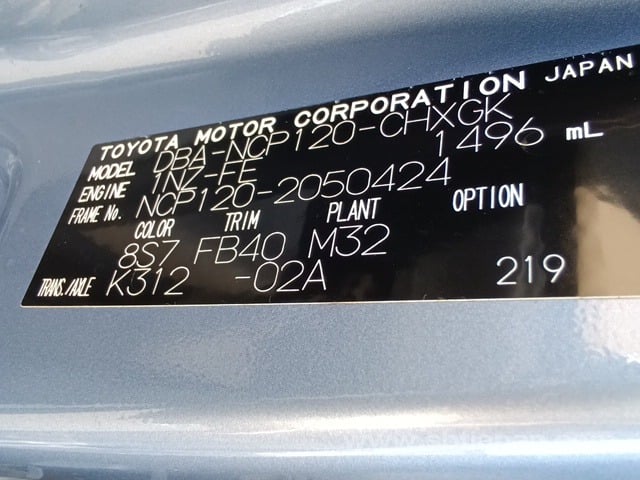 TOYOTA MOTOR CORPORATION JAPAN
MODEL DBA-NCP120-CHXGK
ENGINE 1NZ-FE 1496 mL
FRAME No. NCP120-2050424
COLOR TRIM PLANT OPTION
8S7 FB40 M32
TRANS./AXLE K312 -02A 219